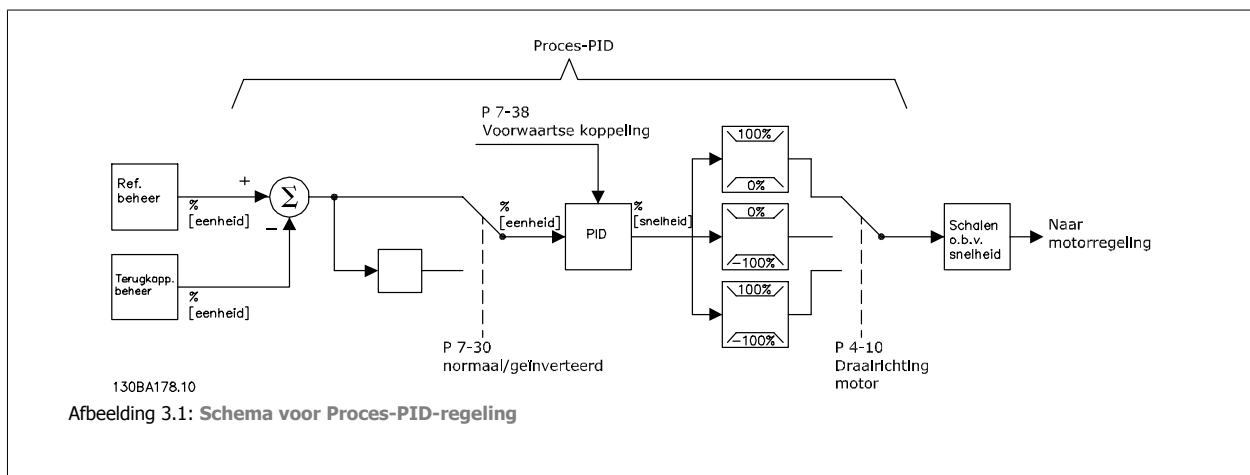 Proces-PID
P 7-38
Voorwaartse koppeling
Ref.
beheer
+
%
[eenheid]
Σ
−
Terugkapp.
beheer
%
[eenheid]
%
[eenheid]
PID
%
[snelheid]
100%
0%
0%
−100%
100%
−100%
Schalen
o.b.v.
snelheid
Naar
motorregeling
P 7-30
normaal/geïnverteerd
P 4-10
Draairichting
motor
130BA178.10
Afbeelding 3.1: Schema voor Proces-PID-regeling